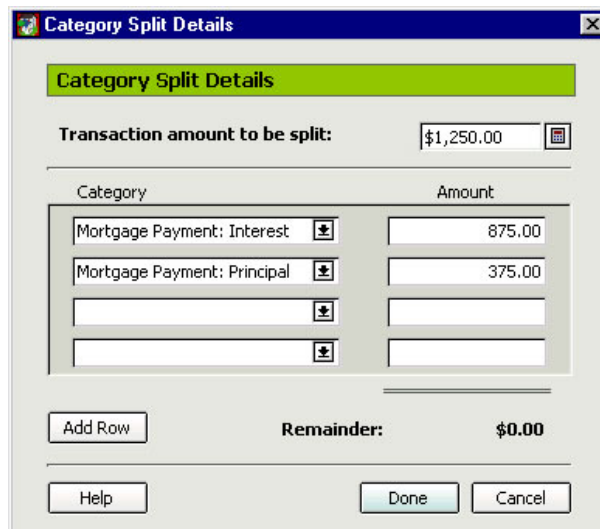 Category Split Details
Category Split Details
Transaction amount to be split: $1,250.00
Category Amount
Mortgage Payment: Interest 875.00
Mortgage Payment: Principal 375.00
Add Row Remainder: $0.00
Help Done Cancel